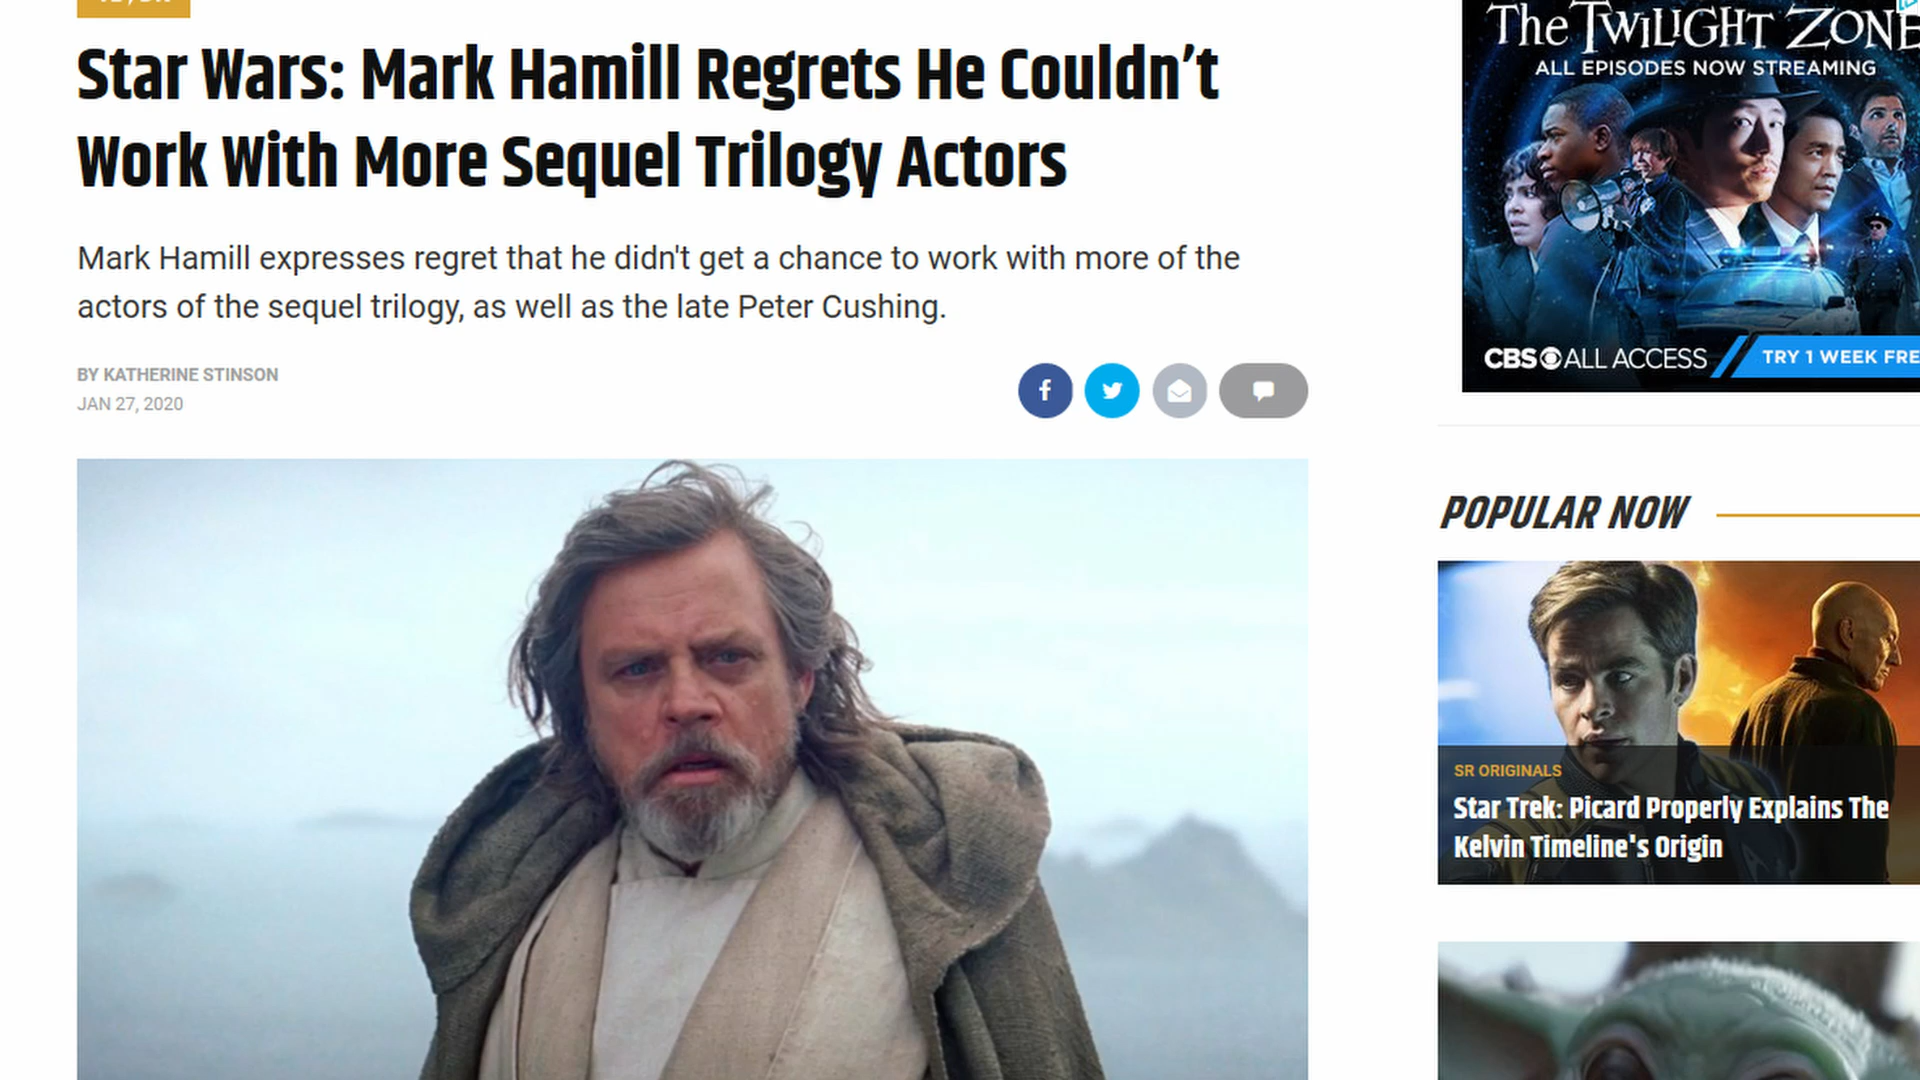 Star Wars: Mark Hamill Regrets He Couldn’t
Work With More Sequel Trilogy Actors
Mark Hamill expresses regret that he didn't get a chance to work with more of the
actors of the sequel trilogy, as well as the late Peter Cushing.
BY KATHERINE STINSON
JAN 27, 2020
The TWILIGHT ZONE
ALL EPISODES NOW STREAMING
CBS ALL ACCESS
TRY 1 WEEK FRE
POPULAR NOW
SR ORIGINALS
Star Trek: Picard Properly Explains The
Kelvin Timeline's Origin